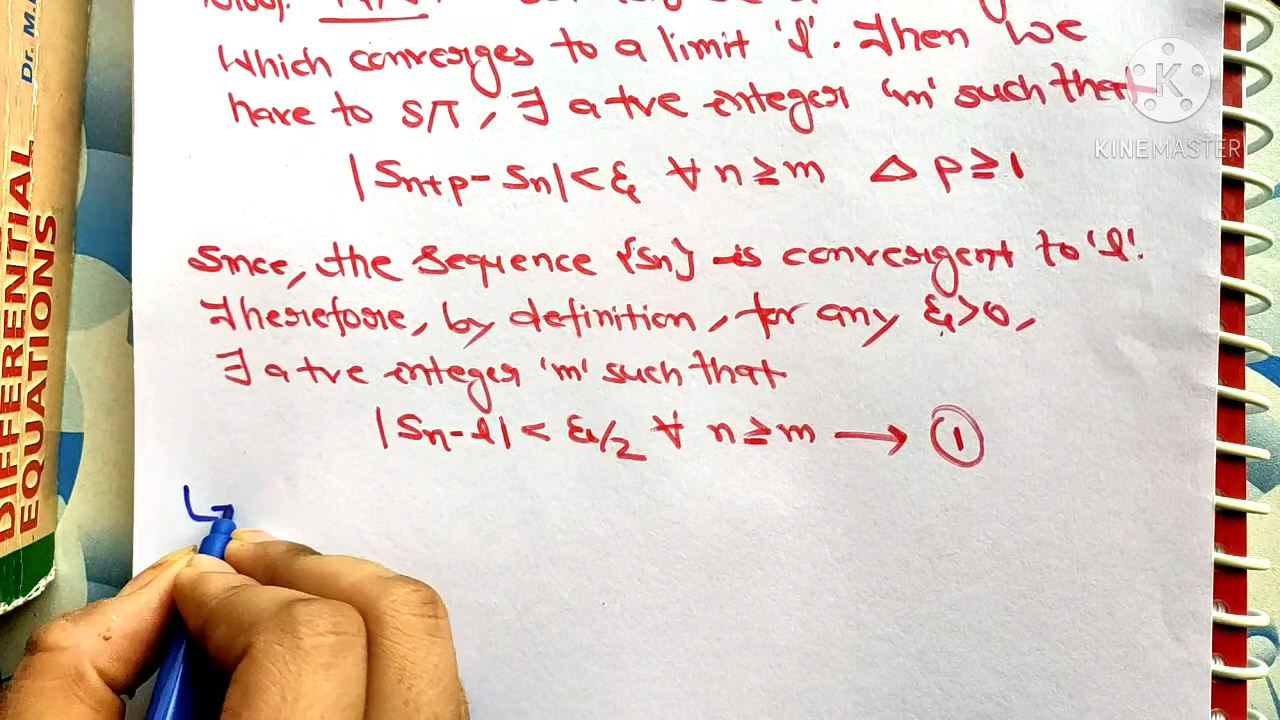 Which converges to a limit 'l'. Then we
have to S/T, ∃ a +ve integer 'm' such that
|Sn+p - Sn| < ε ∀ n ≥ m △ p ≥ 1
Since, the sequence {Sn} is convergent to 'l'.
Therefore, by definition, for any ε > 0,
∃ a +ve integer 'm' such that
|Sn - l| < ε/2 ∀ n ≥ m → ①
KINEMASTER
DIFFERENTIAL
EQUATIONS